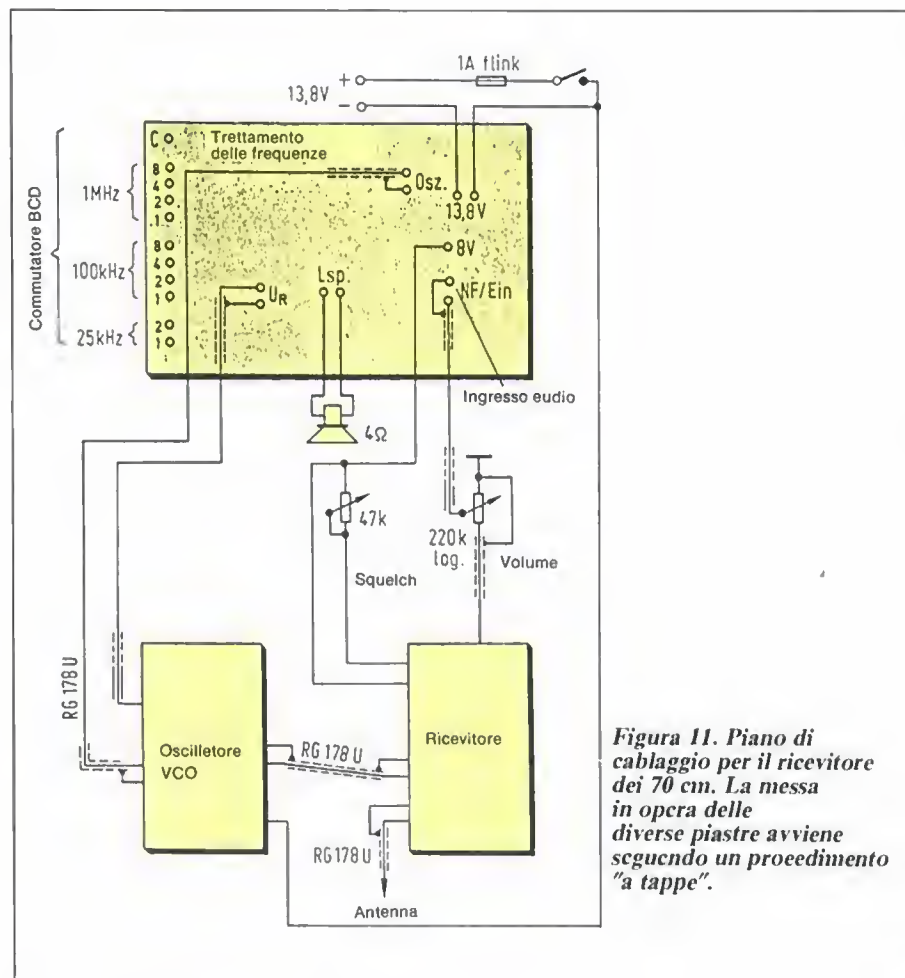 1A flink
+
13,8V
-
Commutatore BCD
C
Trettamento
delle frequenze
1MHz
8
4
2
1
100kHz
8
4
2
1
25kHz
2
1
Osz.
13,8V
8V
UR
Lsp.
NF/Ein
Ingresso eudio
4Ω
47k
Squelch
220k
log.
Volume
RG 178 U
Oscilletore
VCO
RG 178 U
Ricevitore
RG 178 U
Antenna
Figura 11. Piano di
cablaggio per il ricevitore
dei 70 cm. La messa
in opcra delle
diverse piastre avviene
scgucndo un proeedimento
"a tappe".